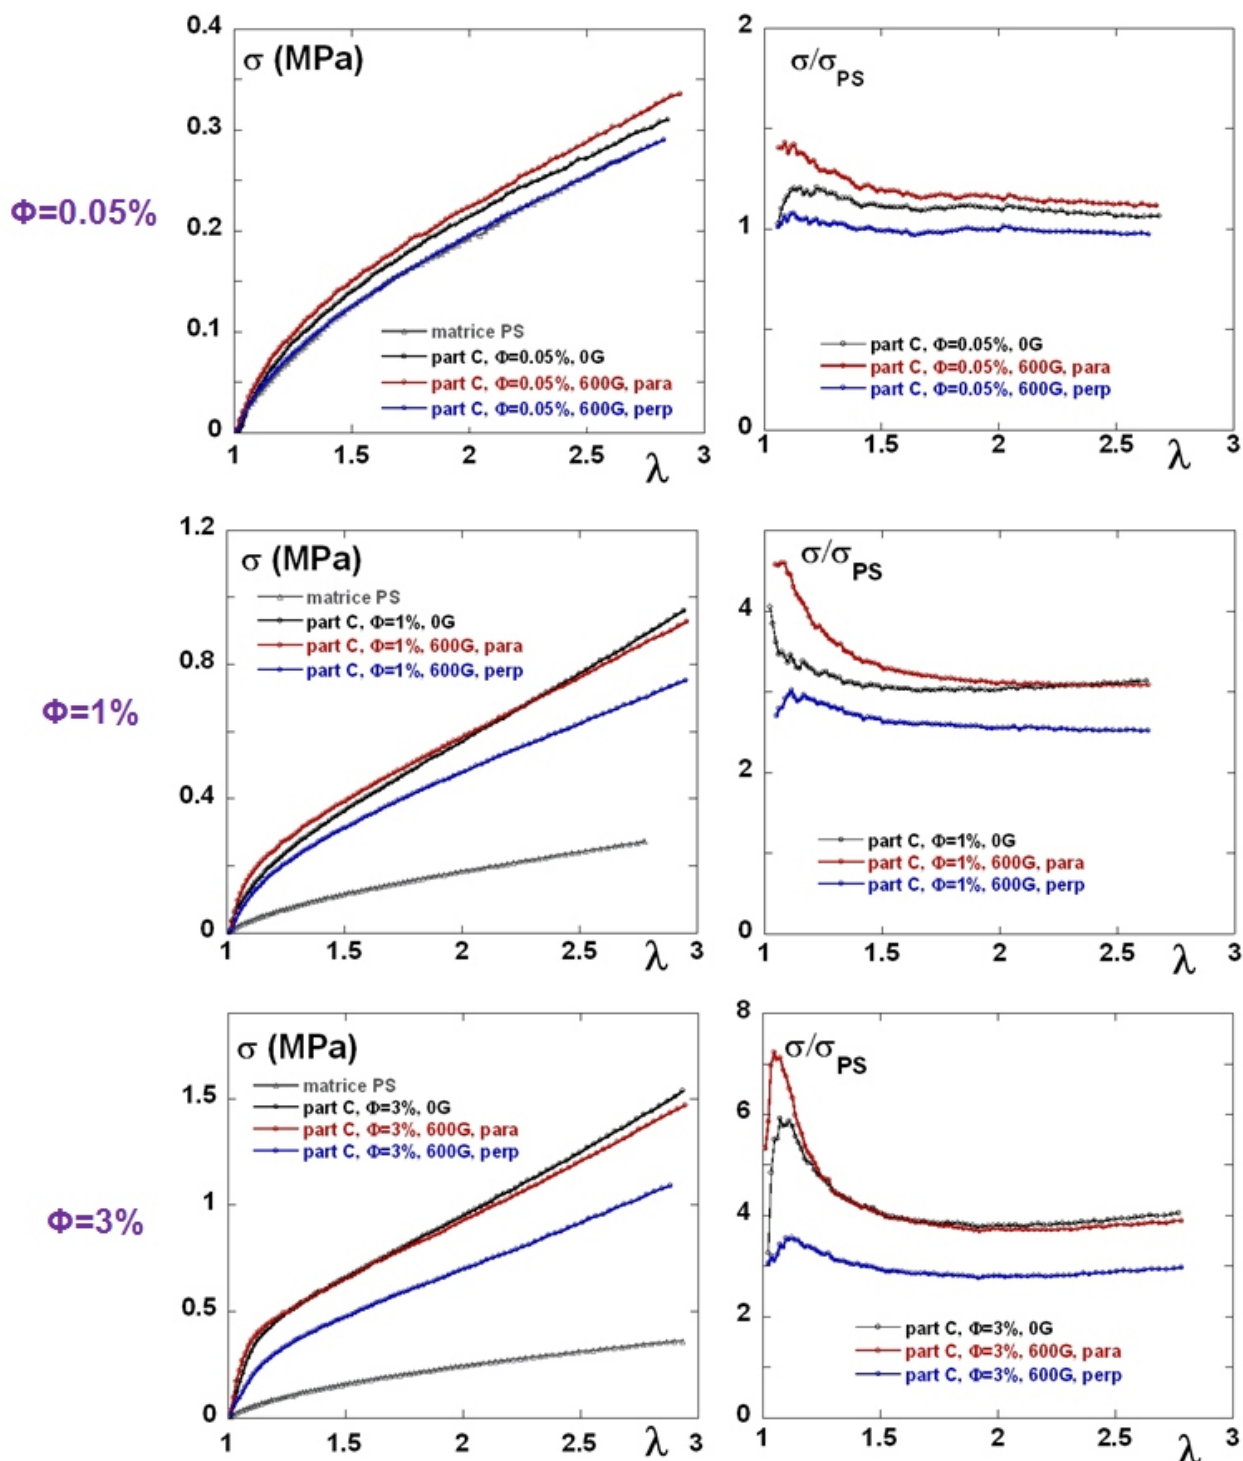 Φ=0.05%
σ (MPa)
0.4
0.3
0.2
0.1
0
matrice PS
part C, Φ=0.05%, 0G
part C, Φ=0.05%, 600G, para
part C, Φ=0.05%, 600G, perp
1 1.5 2 2.5 3
λ
σ/σPS
2
1
0
part C, Φ=0.05%, 0G
part C, Φ=0.05%, 600G, para
part C, Φ=0.05%, 600G, perp
1 1.5 2 2.5 3
λ
Φ=1%
σ (MPa)
1.2
0.8
0.4
0
matrice PS
part C, Φ=1%, 0G
part C, Φ=1%, 600G, para
part C, Φ=1%, 600G, perp
1 1.5 2 2.5 3
λ
σ/σPS
4
2
0
part C, Φ=1%, 0G
part C, Φ=1%, 600G, para
part C, Φ=1%, 600G, perp
1 1.5 2 2.5 3
λ
Φ=3%
σ (MPa)
1.5
1
0.5
0
matrice PS
part C, Φ=3%, 0G
part C, Φ=3%, 600G, para
part C, Φ=3%, 600G, perp
1 1.5 2 2.5 3
λ
σ/σPS
8
6
4
2
0
part C, Φ=3%, 0G
part C, Φ=3%, 600G, para
part C, Φ=3%, 600G, perp
1 1.5 2 2.5 3
λ